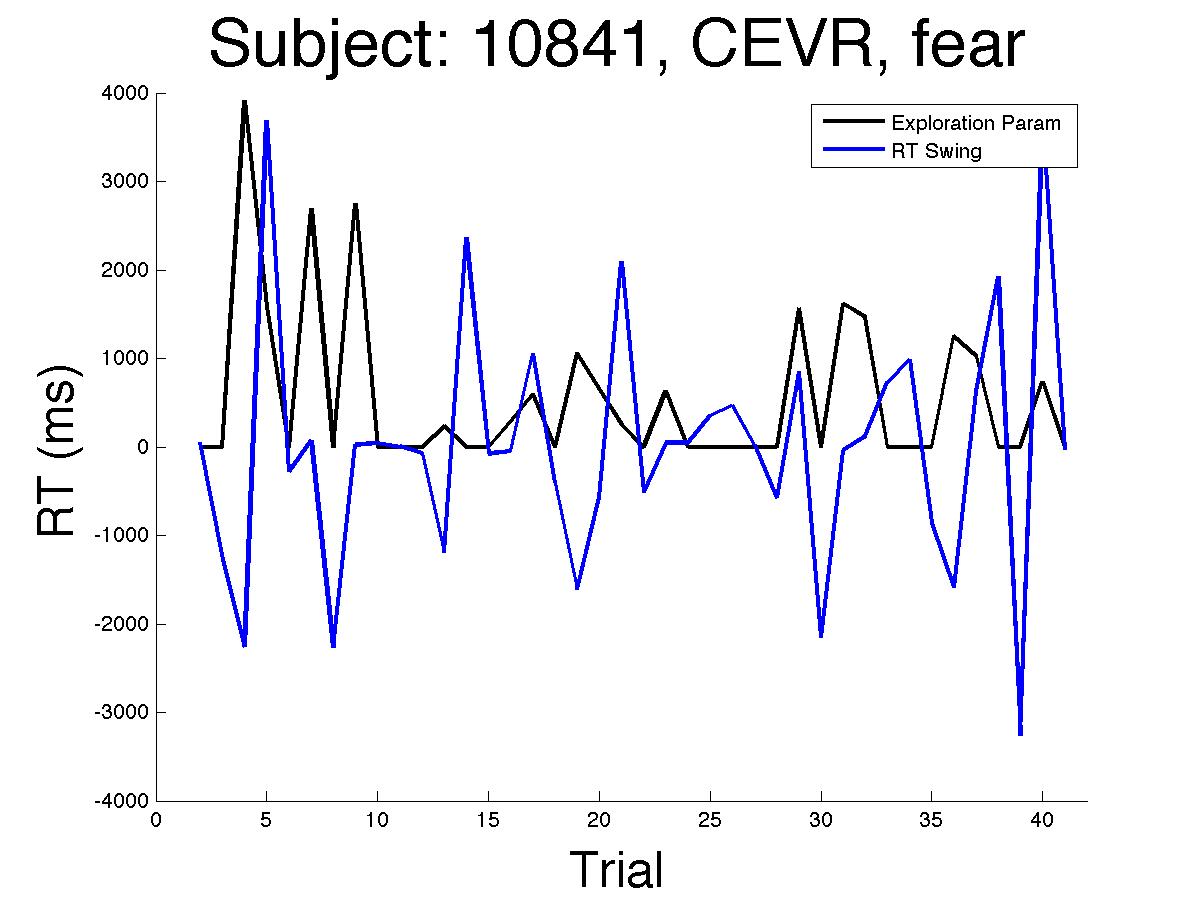 Subject: 10841, CEVR, fear
Exploration Param
RT Swing
4000
3000
2000
1000
0
-1000
-2000
-3000
-4000
RT (ms)
0 5 10 15 20 25 30 35 40
Trial